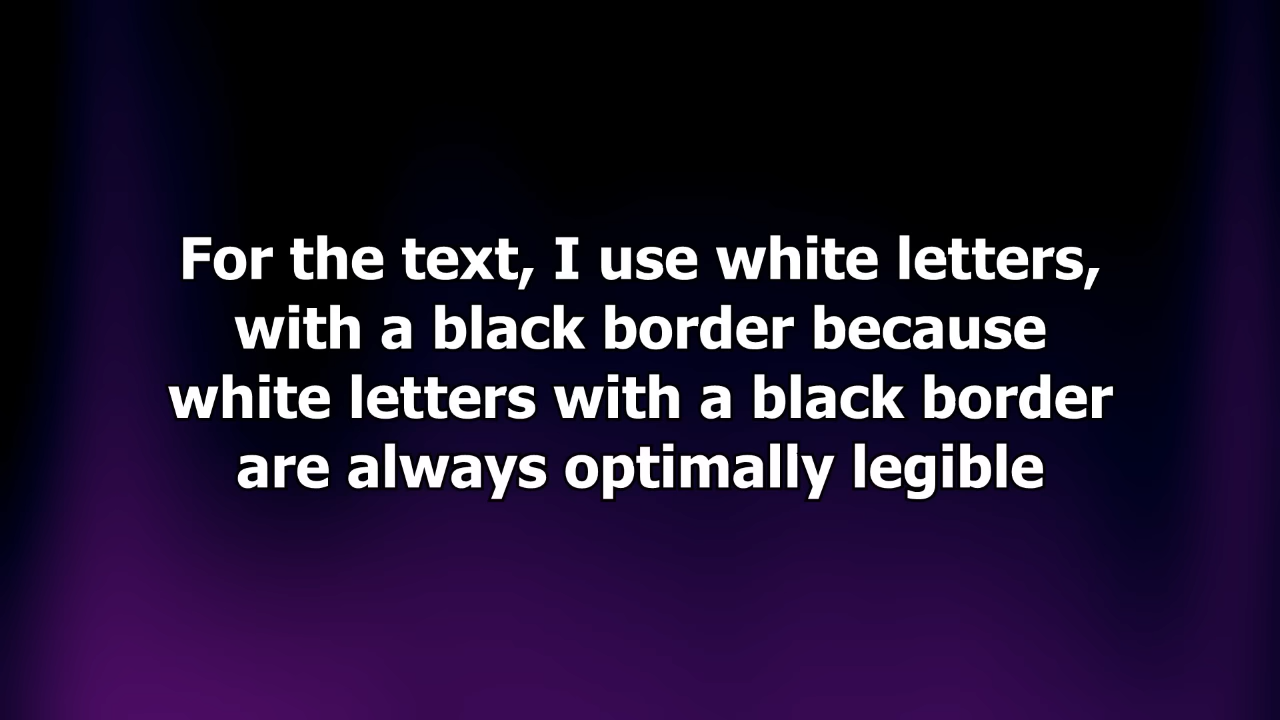 For the text, I use white letters,
with a black border because
white letters with a black border
are always optimally legible